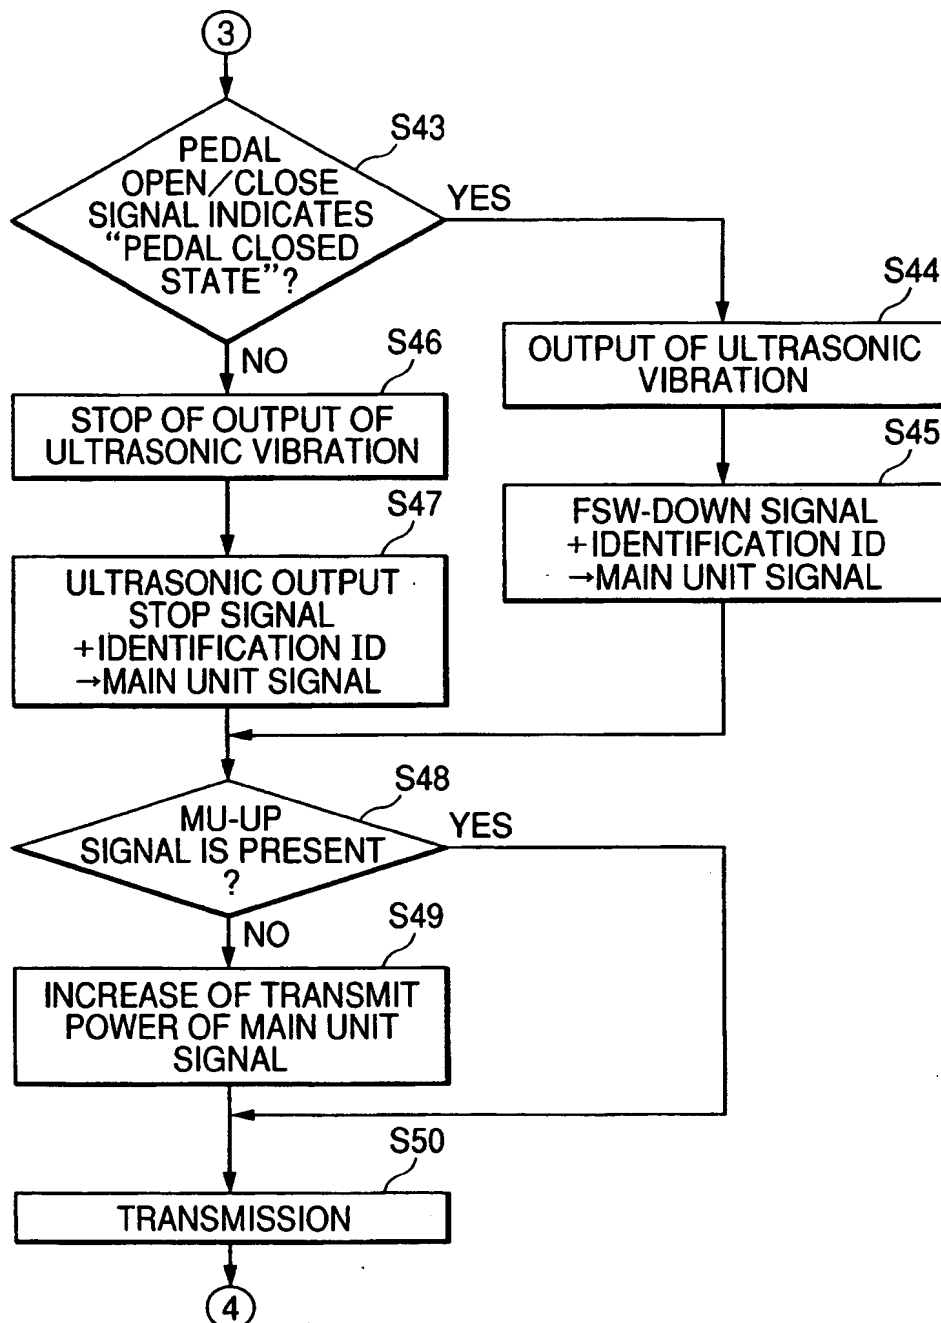 3
S43
PEDAL
OPEN/CLOSE
SIGNAL INDICATES
“PEDAL CLOSED
STATE”?
YES
NO
S44
OUTPUT OF ULTRASONIC
VIBRATION
S45
FSW-DOWN SIGNAL
+IDENTIFICATION ID
→MAIN UNIT SIGNAL
S46
STOP OF OUTPUT OF
ULTRASONIC VIBRATION
S47
ULTRASONIC OUTPUT
STOP SIGNAL
+IDENTIFICATION ID
→MAIN UNIT SIGNAL
S48
MU-UP
SIGNAL IS PRESENT
?
YES
NO
S49
INCREASE OF TRANSMIT
POWER OF MAIN UNIT
SIGNAL
S50
TRANSMISSION
4